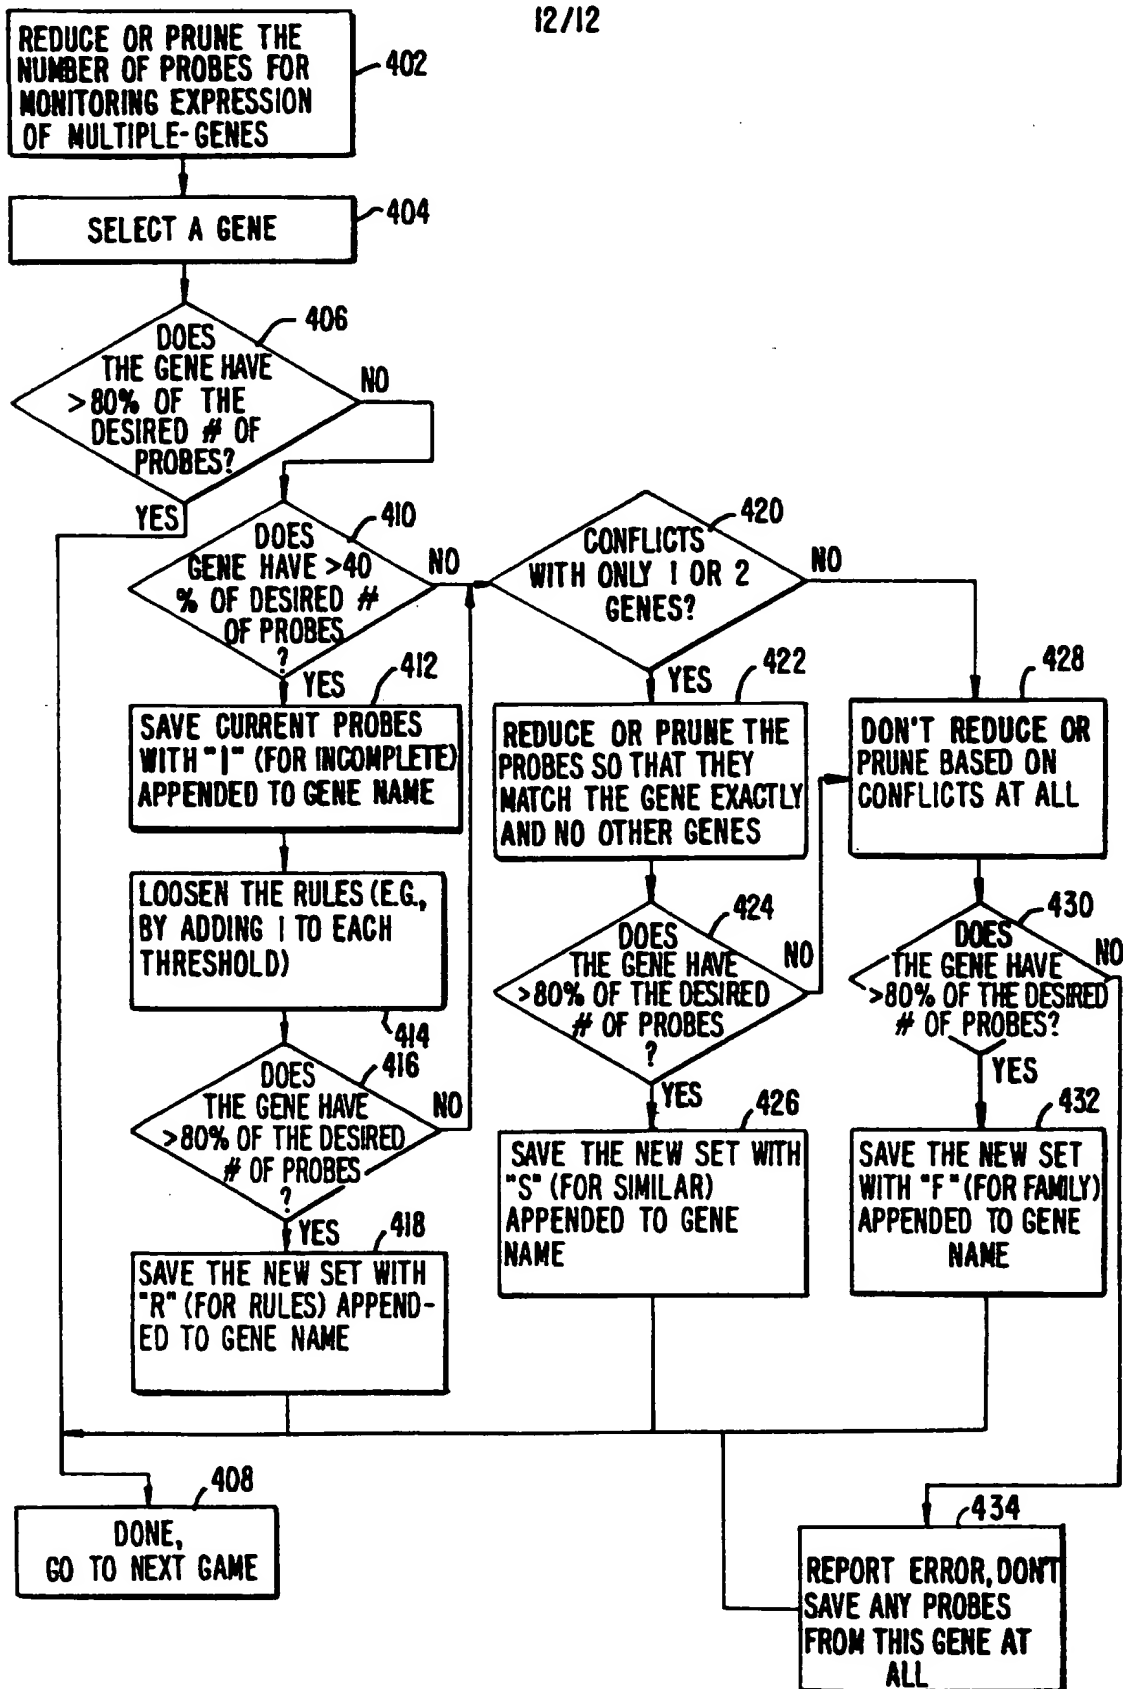 12/12
REDUCE OR PRUNE THE
NUMBER OF PROBES FOR
MONITORING EXPRESSION
OF MULTIPLE-GENES
402
SELECT A GENE
404
406
DOES
THE GENE HAVE
>80% OF THE
DESIRED # OF
PROBES?
NO
YES
410
DOES
GENE HAVE >40
% OF DESIRED #
OF PROBES
?
NO
YES
420
CONFLICTS
WITH ONLY 1 OR 2
GENES?
NO
YES
412
SAVE CURRENT PROBES
WITH "I" (FOR INCOMPLETE)
APPENDED TO GENE NAME
422
REDUCE OR PRUNE THE
PROBES SO THAT THEY
MATCH THE GENE EXACTLY
AND NO OTHER GENES
428
DON'T REDUCE OR
PRUNE BASED ON
CONFLICTS AT ALL
LOOSEN THE RULES (E.G.,
BY ADDING 1 TO EACH
THRESHOLD)
414
424
DOES
THE GENE HAVE
>80% OF THE DESIRED
# OF PROBES
?
NO
YES
430
DOES
THE GENE HAVE
>80% OF THE DESIRED
# OF PROBES?
NO
YES
416
DOES
THE GENE HAVE
>80% OF THE DESIRED
# OF PROBES
?
NO
YES
426
SAVE THE NEW SET WITH
"S" (FOR SIMILAR)
APPENDED TO GENE
NAME
432
SAVE THE NEW SET
WITH "F" (FOR FAMILY)
APPENDED TO GENE
NAME
418
SAVE THE NEW SET WITH
"R" (FOR RULES) APPEND-
ED TO GENE NAME
408
DONE,
GO TO NEXT GAME
434
REPORT ERROR, DON'T
SAVE ANY PROBES
FROM THIS GENE AT
ALL